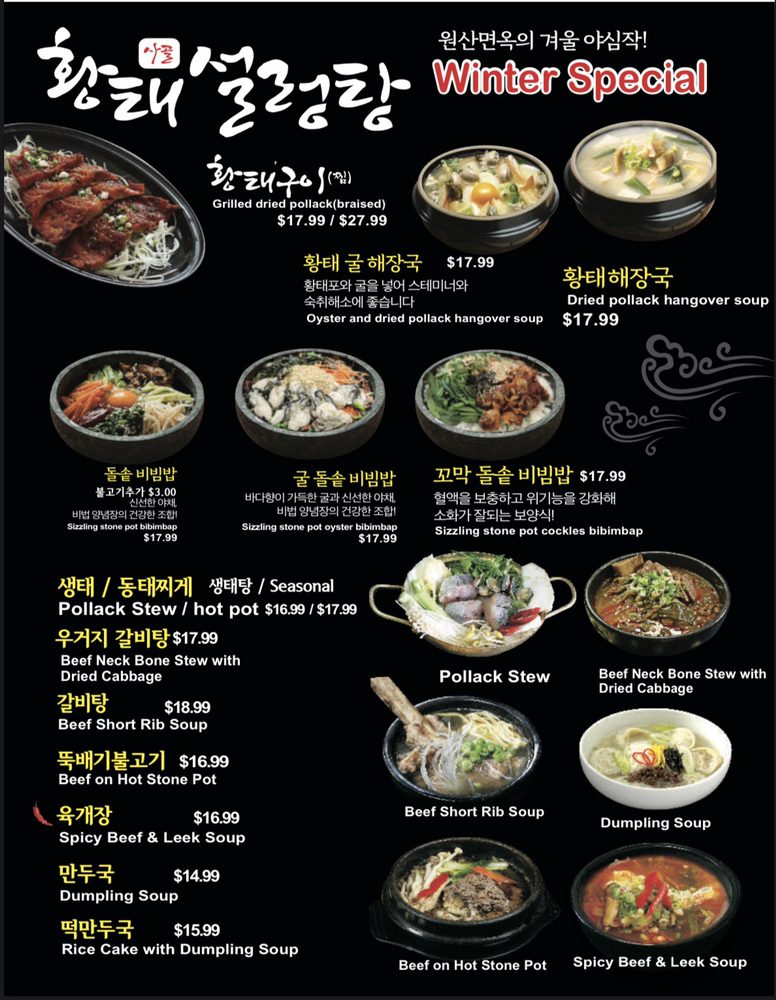 황태 사골 설렁탕
원산면옥의 겨울 야심작!
Winter Special
황태구이(찜)
Grilled dried pollack(braised)
$17.99 / $27.99
황태 굴 해장국 $17.99
황태포와 굴을 넣어 스테미너와
숙취해소에 좋습니다
Oyster and dried pollack hangover soup
황태해장국
Dried pollack hangover soup
$17.99
돌솥 비빔밥
불고기추가 $3.00
신선한 야채,
비법 양념장의 건강한 조합!
Sizzling stone pot bibimbap
$17.99
굴 돌솥 비빔밥
바다향이 가득한 굴과 신선한 야채,
비법 양념장의 건강한 조합!
Sizzling stone pot oyster bibimbap
$17.99
꼬막 돌솥 비빔밥 $17.99
혈액을 보충하고 위기능을 강화해
소화가 잘되는 보양식!
Sizzling stone pot cockles bibimbap
생태 / 동태찌게 생태탕 / Seasonal
Pollack Stew / hot pot $16.99 / $17.99
우거지 갈비탕 $17.99
Beef Neck Bone Stew with
Dried Cabbage
갈비탕 $18.99
Beef Short Rib Soup
뚝배기불고기 $16.99
Beef on Hot Stone Pot
육개장 $16.99
Spicy Beef & Leek Soup
만두국 $14.99
Dumpling Soup
떡만두국 $15.99
Rice Cake with Dumpling Soup
Pollack Stew
Beef Neck Bone Stew with
Dried Cabbage
Beef Short Rib Soup
Dumpling Soup
Beef on Hot Stone Pot
Spicy Beef & Leek Soup